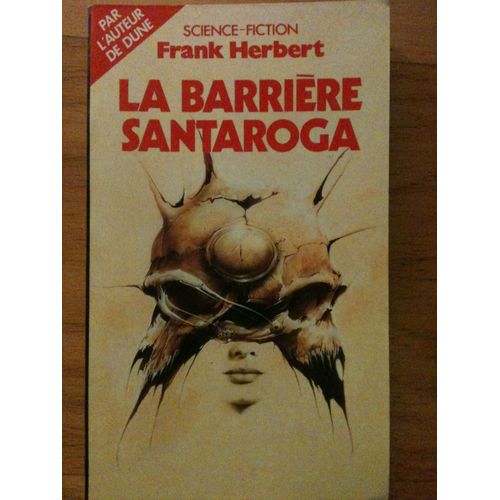 PAR
L'AUTEUR
DE DUNE
SCIENCE-FICTION
Frank Herbert
LA BARRIÈRE
SANTAROGA